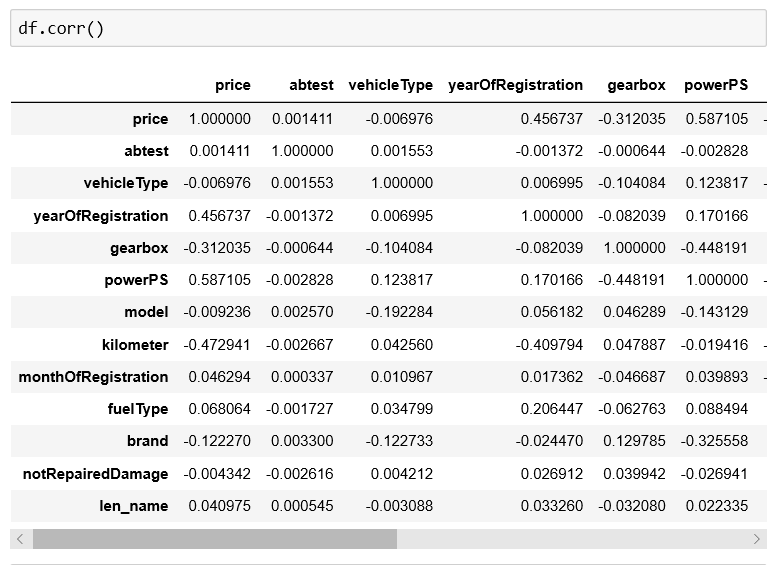 df.corr()
price abtest vehicleType yearOfRegistration gearbox powerPS
price 1.000000 0.001411 -0.006976 0.456737 -0.312035 0.587105 -
abtest 0.001411 1.000000 0.001553 -0.001372 -0.000644 -0.002828
vehicleType -0.006976 0.001553 1.000000 0.006995 -0.104084 0.123817 -
yearOfRegistration 0.456737 -0.001372 0.006995 1.000000 -0.082039 0.170166 -
gearbox -0.312035 -0.000644 -0.104084 -0.082039 1.000000 -0.448191
powerPS 0.587105 -0.002828 0.123817 0.170166 -0.448191 1.000000 -
model -0.009236 0.002570 -0.192284 0.056182 0.046289 -0.143129
kilometer -0.472941 -0.002667 0.042560 -0.409794 0.047887 -0.019416 -
monthOfRegistration 0.046294 0.000337 0.010967 0.017362 -0.046687 0.039893 -
fuelType 0.068064 -0.001727 0.034799 0.206447 -0.062763 0.088494
brand -0.122270 0.003300 -0.122733 -0.024470 0.129785 -0.325558
notRepairedDamage -0.004342 -0.002616 0.004212 0.026912 0.039942 -0.026941
len_name 0.040975 0.000545 -0.003088 0.033260 -0.032080 0.022335